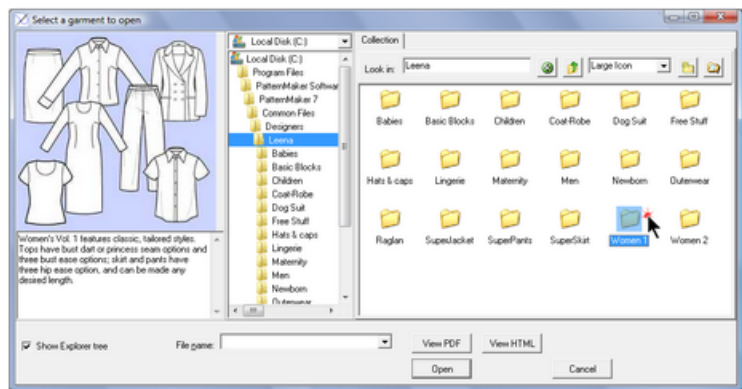 Select a garment to open
Women's Vol. 1 features classic, tailored styles.
Tops have bust dart or princess seam options and
three bust ease options; skirt and pants have
three hip ease option, and can be made any
desired length.
Local Disk (C:)
Local Disk (C:)
Program Files
PatternMaker Softwar
PatternMaker 7
Common Files
Designers
Leena
Babies
Basic Blocks
Children
Coat-Robe
Dog Suit
Free Stuff
Hats & caps
Lingerie
Maternity
Men
Newborn
Outerwear
Collection
Look in: Leena Large Icon
Babies Basic Blocks Children Coat-Robe Dog Suit Free Stuff
Hats & caps Lingerie Maternity Men Newborn Outerwear
Raglan SuperJacket SuperPants SuperSkirt Women 1 Women 2
Show Explorer tree File name: View PDF View HTML
Open Cancel